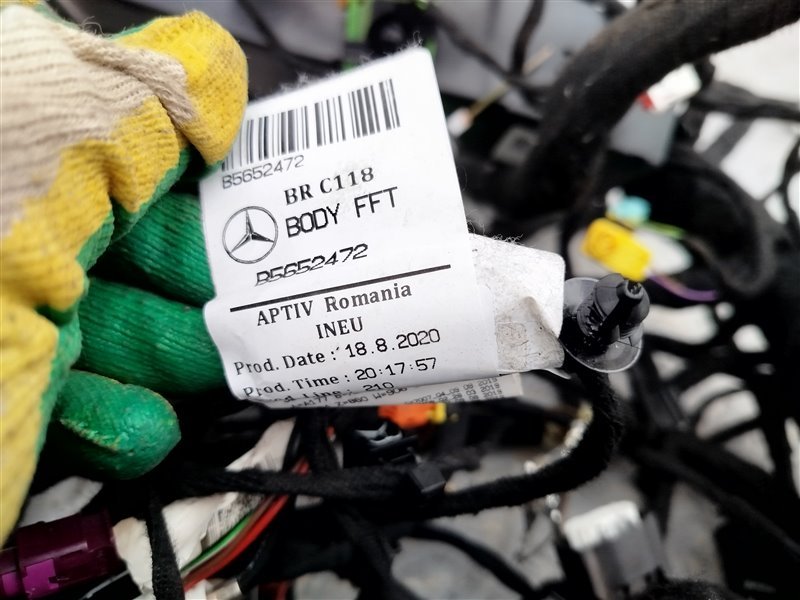 B5652472
BR C118
BODY FFT
B5652472
APTIV Romania
INEU
Prod. Date : 18.8.2020
Prod. Time : 20:17:57
210